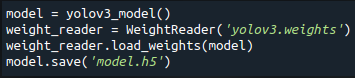 model = yolov3_model()
weight_reader = WeightReader('yolov3.weights')
weight_reader.load_weights(model)
model.save('model.h5')